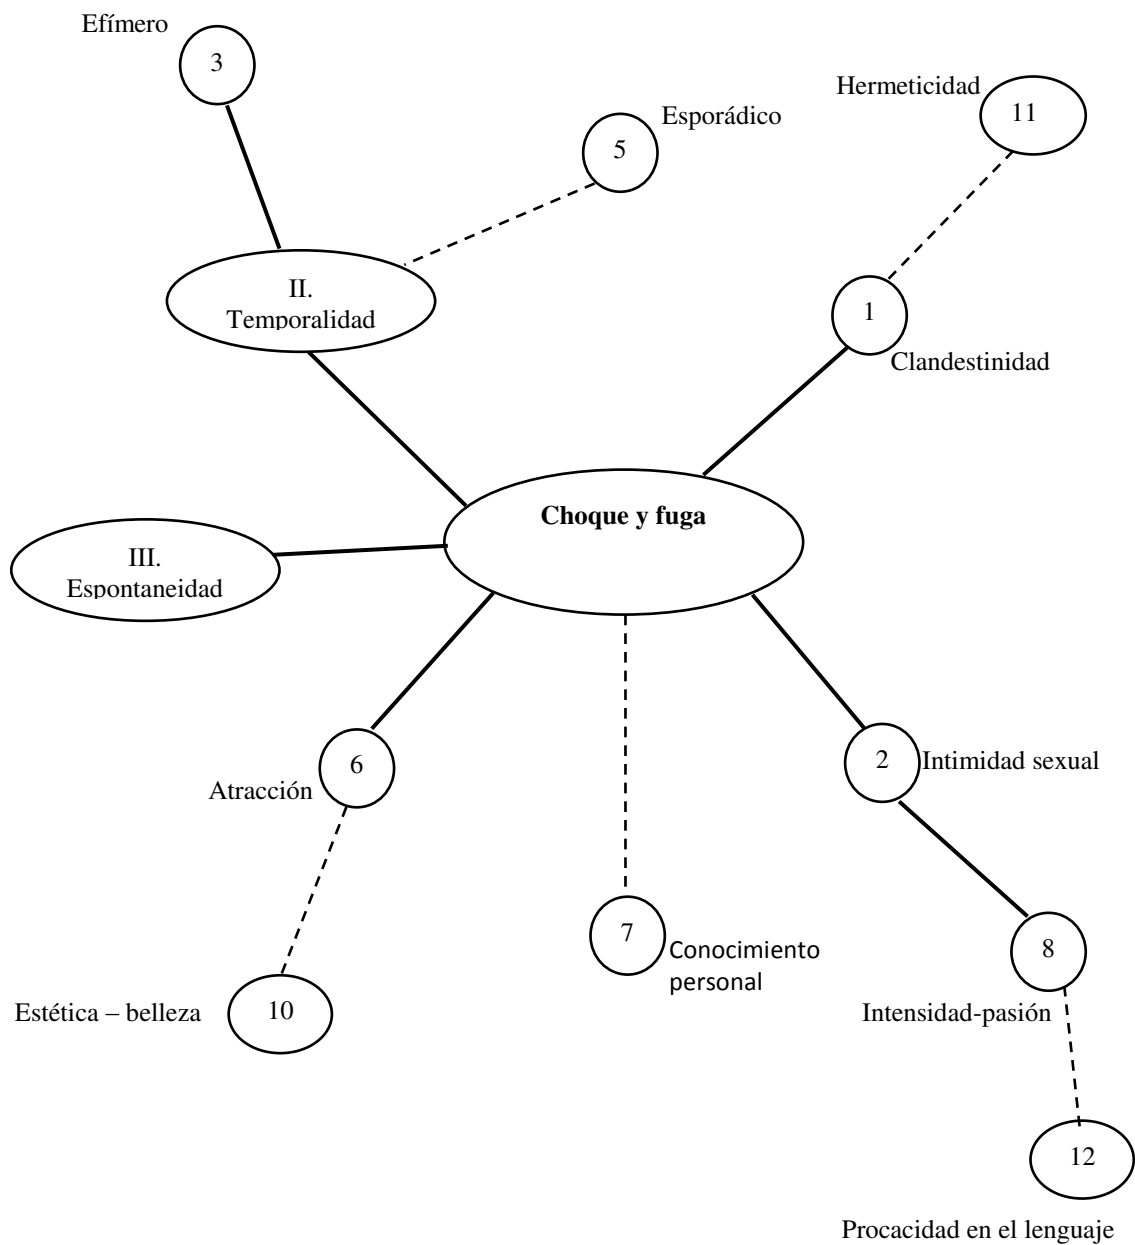 Efímero
3
Hermeticidad
11
Esporádico
5
II.
Temporalidad
1
Clandestinidad
Choque y fuga
III.
Espontaneidad
6
Atracción
2
Intimidad sexual
7
Conocimiento
personal
8
Intensidad-pasión
Estética – belleza
10
12
Procacidad en el lenguaje